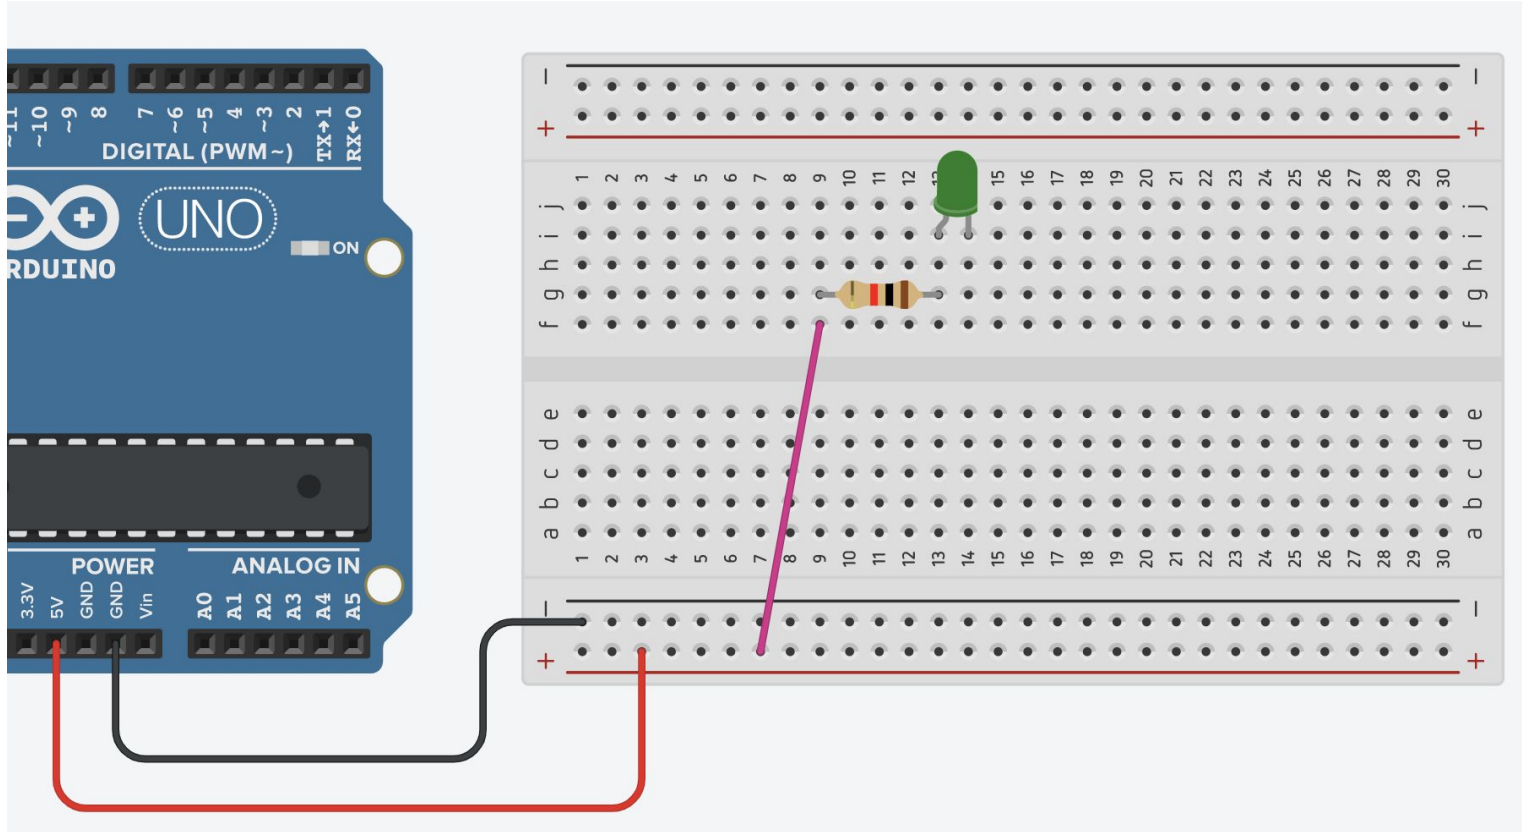 ~11 ~10 ~9 8 7 ~6 ~5 4 ~3 2 TX→1 RX←0
DIGITAL (PWM~)
UNO
ON
RDUINO
POWER
ANALOG IN
3.3V 5V GND GND Vin A0 A1 A2 A3 A4 A5
− −
+ +
1 2 3 4 5 6 7 8 9 10 11 12 15 16 17 18 19 20 21 22 23 24 25 26 27 28 29 30
j j
i i
h h
g g
f f
e e
d d
c c
b b
a a
1 2 3 4 5 6 7 8 9 10 11 12 13 14 15 16 17 18 19 20 21 22 23 24 25 26 27 28 29 30
− −
+ +